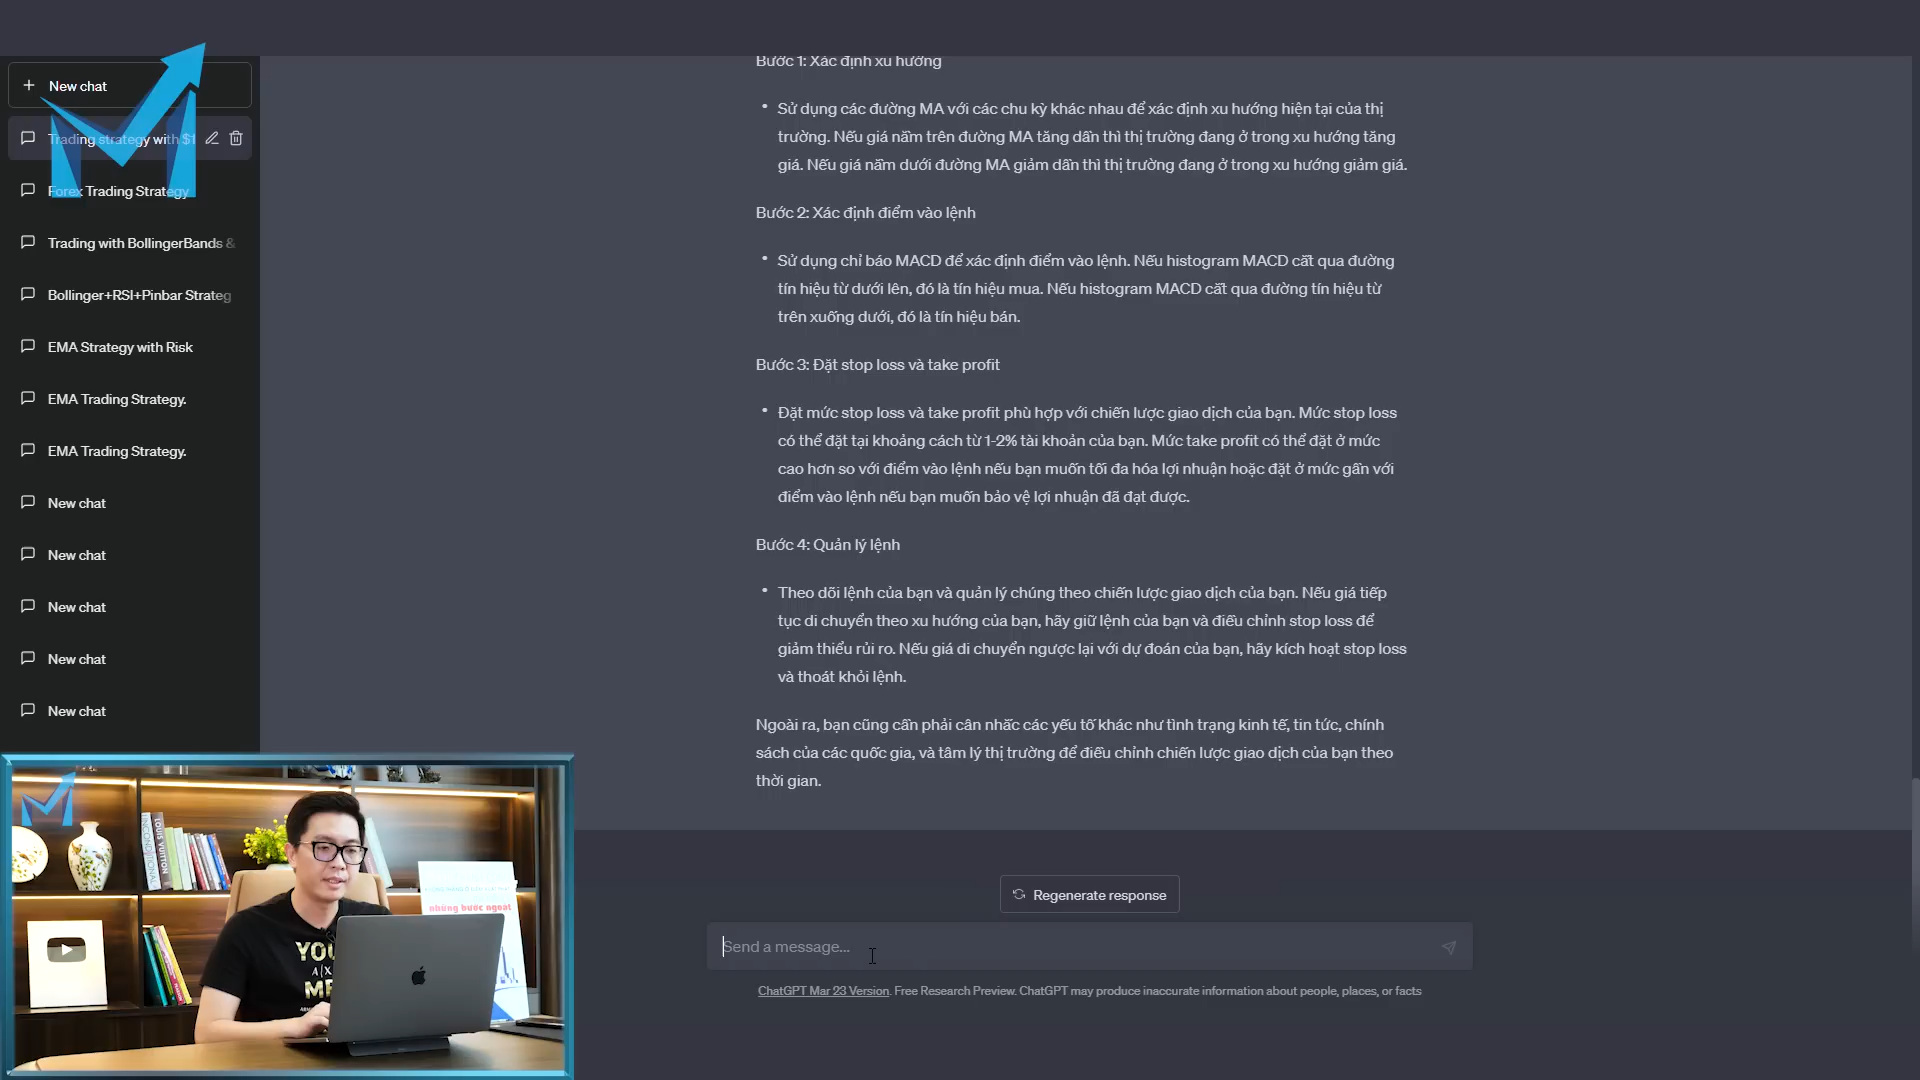 New chat
Trading strategy with $1
Forex Trading Strategy
Trading with BollingerBands &
Bollinger+RSI+Pinbar Strateg
EMA Strategy with Risk
EMA Trading Strategy.
EMA Trading Strategy.
New chat
New chat
New chat
New chat
New chat
Bước 1: Xác định xu hướng
• Sử dụng các đường MA với các chu kỳ khác nhau để xác định xu hướng hiện tại của thị
trường. Nếu giá nằm trên đường MA tăng dần thì thị trường đang ở trong xu hướng tăng
giá. Nếu giá nằm dưới đường MA giảm dần thì thị trường đang ở trong xu hướng giảm giá.
Bước 2: Xác định điểm vào lệnh
• Sử dụng chỉ báo MACD để xác định điểm vào lệnh. Nếu histogram MACD cắt qua đường
tín hiệu từ dưới lên, đó là tín hiệu mua. Nếu histogram MACD cắt qua đường tín hiệu từ
trên xuống dưới, đó là tín hiệu bán.
Bước 3: Đặt stop loss và take profit
• Đặt mức stop loss và take profit phù hợp với chiến lược giao dịch của bạn. Mức stop loss
có thể đặt tại khoảng cách từ 1-2% tài khoản của bạn. Mức take profit có thể đặt ở mức
cao hơn so với điểm vào lệnh nếu bạn muốn tối đa hóa lợi nhuận hoặc đặt ở mức gần với
điểm vào lệnh nếu bạn muốn bảo vệ lợi nhuận đã đạt được.
Bước 4: Quản lý lệnh
• Theo dõi lệnh của bạn và quản lý chúng theo chiến lược giao dịch của bạn. Nếu giá tiếp
tục di chuyển theo xu hướng của bạn, hãy giữ lệnh của bạn và điều chỉnh stop loss để
giảm thiểu rủi ro. Nếu giá di chuyển ngược lại với dự đoán của bạn, hãy kích hoạt stop loss
và thoát khỏi lệnh.
Ngoài ra, bạn cũng cần phải cân nhắc các yếu tố khác như tình trạng kinh tế, tin tức, chính
sách của các quốc gia, và tâm lý thị trường để điều chỉnh chiến lược giao dịch của bạn theo
thời gian.
Regenerate response
Send a message...
ChatGPT Mar 23 Version. Free Research Preview. ChatGPT may produce inaccurate information about people, places, or facts
LOUIS VUITTON
những bước ngoặt
YOU
A|X
ME